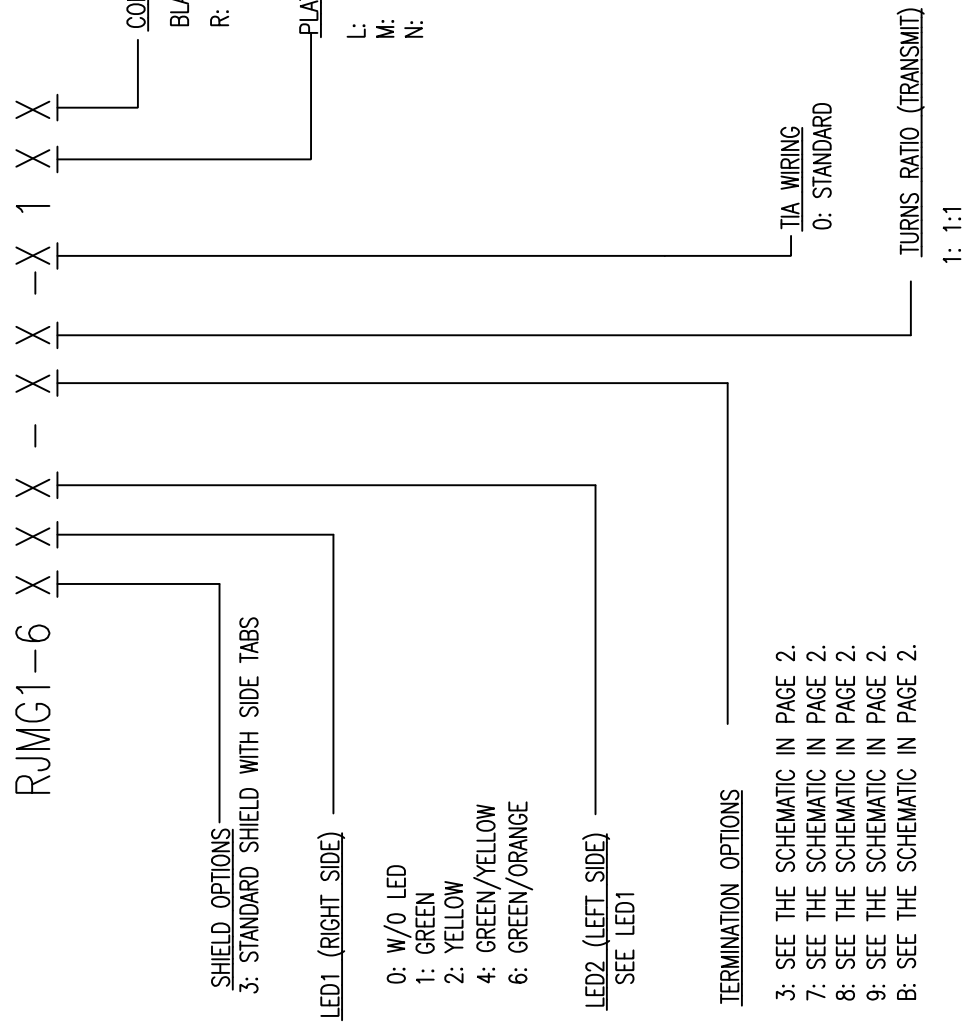 RJMG1-6 X X X - X X -X 1 X X
SHIELD OPTIONS
3: STANDARD SHIELD WITH SIDE TABS
LED1 (RIGHT SIDE)
0: W/O LED
1: GREEN
2: YELLOW
4: GREEN/YELLOW
6: GREEN/ORANGE
LED2 (LEFT SIDE)
SEE LED1
TERMINATION OPTIONS
3: SEE THE SCHEMATIC IN PAGE 2.
7: SEE THE SCHEMATIC IN PAGE 2.
8: SEE THE SCHEMATIC IN PAGE 2.
9: SEE THE SCHEMATIC IN PAGE 2.
B: SEE THE SCHEMATIC IN PAGE 2.
R:
L:
M:
N:
TIA WIRING
0: STANDARD
TURNS RATIO (TRANSMIT)
1: 1:1